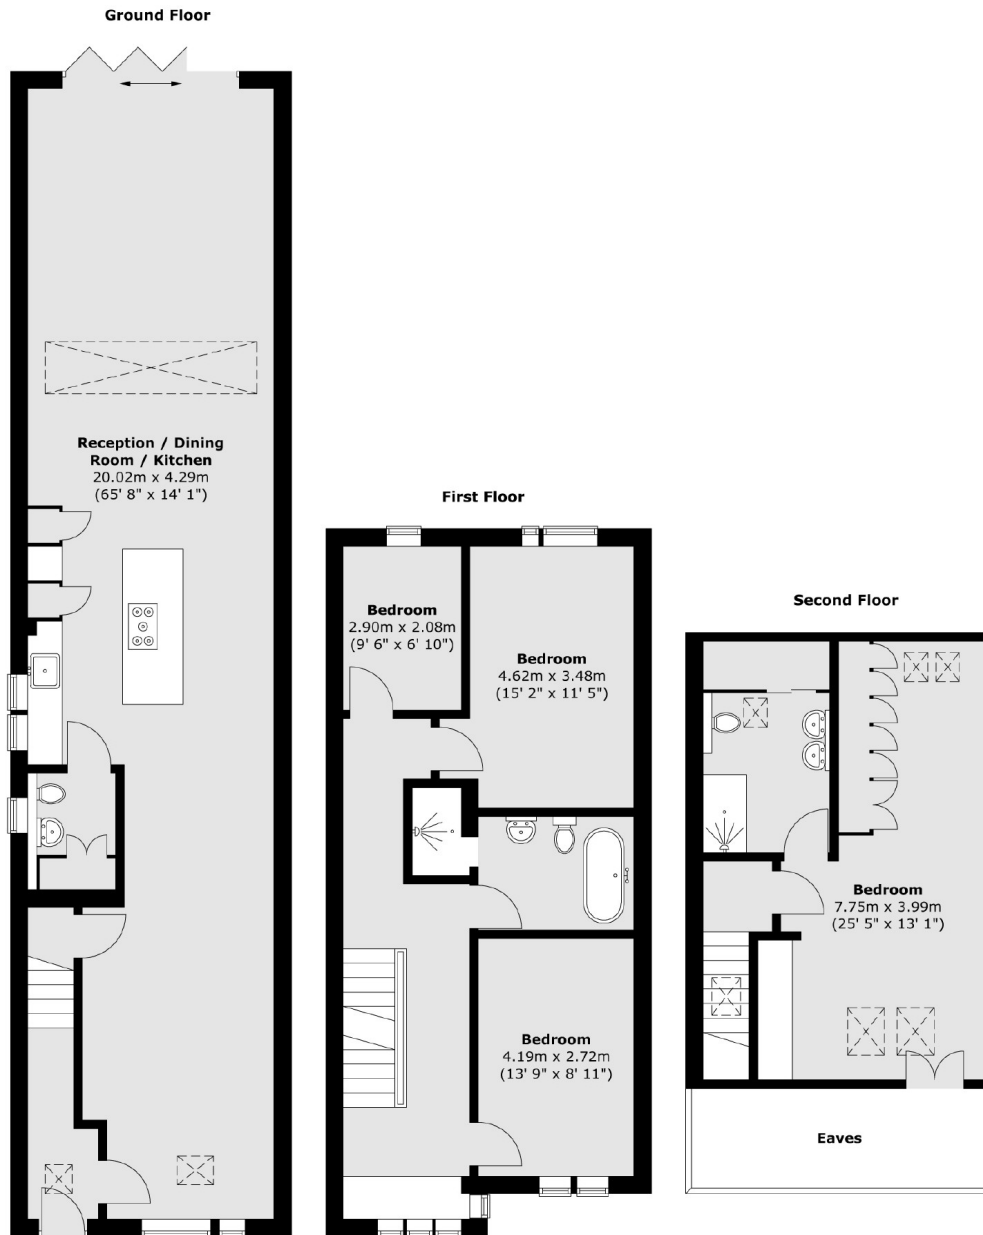 Ground Floor
Reception / Dining
Room / Kitchen
20.02m x 4.29m
(65' 8" x 14' 1")
First Floor
Bedroom
2.90m x 2.08m
(9' 6" x 6' 10")
Bedroom
4.62m x 3.48m
(15' 2" x 11' 5")
Bedroom
4.19m x 2.72m
(13' 9" x 8' 11")
Second Floor
Bedroom
7.75m x 3.99m
(25' 5" x 13' 1")
Eaves